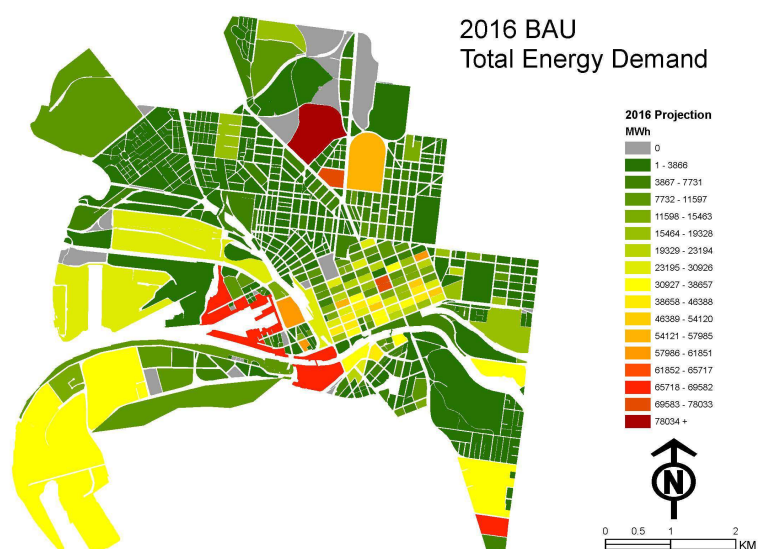 2016 BAU
Total Energy Demand
2016 Projection
MWh
0
1 - 3866
3867 - 7731
7732 - 11597
11598 - 15463
15464 - 19328
19329 - 23194
23195 - 30926
30927 - 38657
38658 - 46388
46389 - 54120
54121 - 57985
57986 - 61851
61852 - 65717
65718 - 69582
69583 - 78033
78034 +
N
0 0.5 1 2
KM